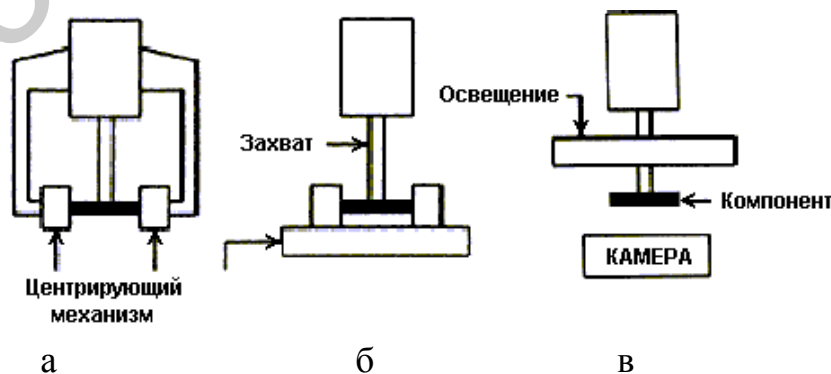 Освещение
Захват
Компонент
КАМЕРА
Центрирующий
механизм
а б в